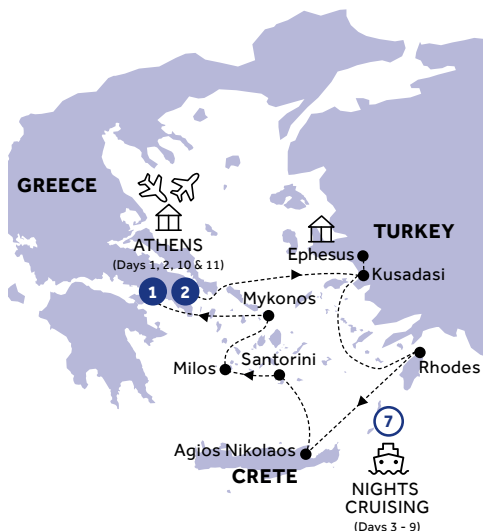 GREECE
ATHENS
(Days 1, 2, 10 & 11)
1
2
TURKEY
Ephesus
Kusadasi
Mykonos
Milos
Santorini
Rhodes
Agios Nikolaos
CRETE
7
NIGHTS
CRUISING
(Days 3 - 9)